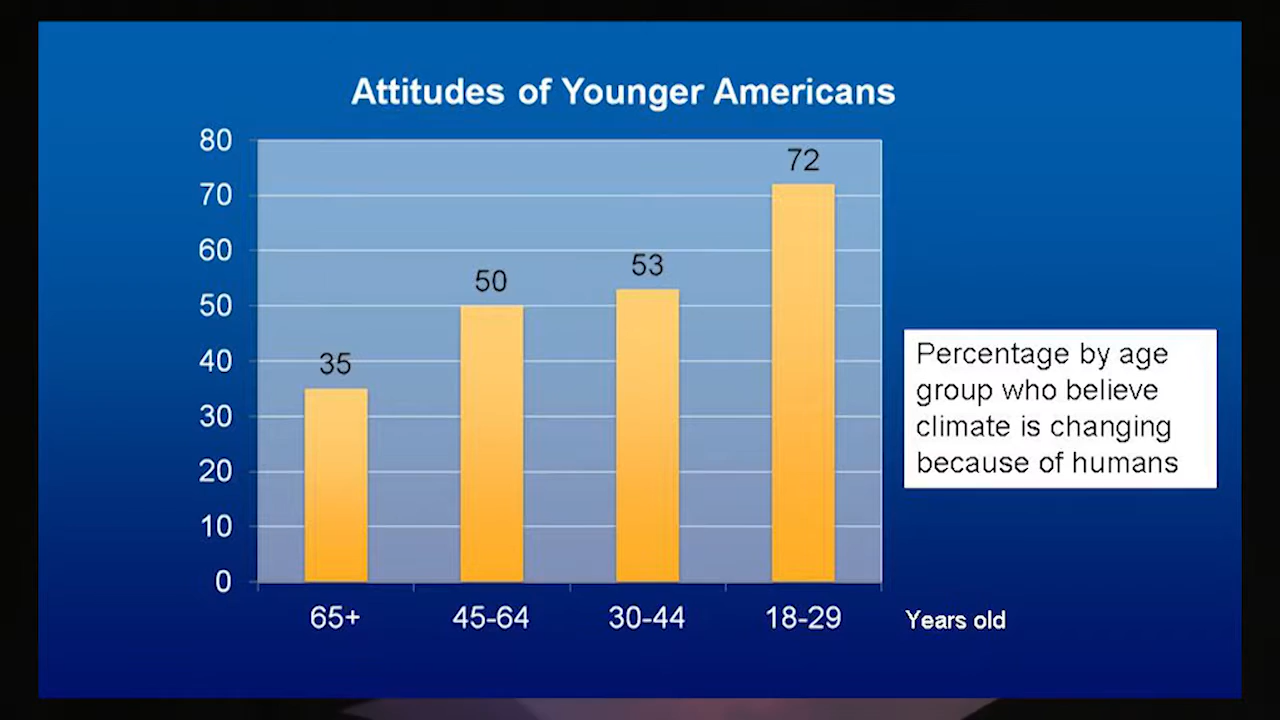 Attitudes of Younger Americans
80
70
60
50
40
30
20
10
0
35
50
53
72
65+
45-64
30-44
18-29
Years old
Percentage by age
group who believe
climate is changing
because of humans